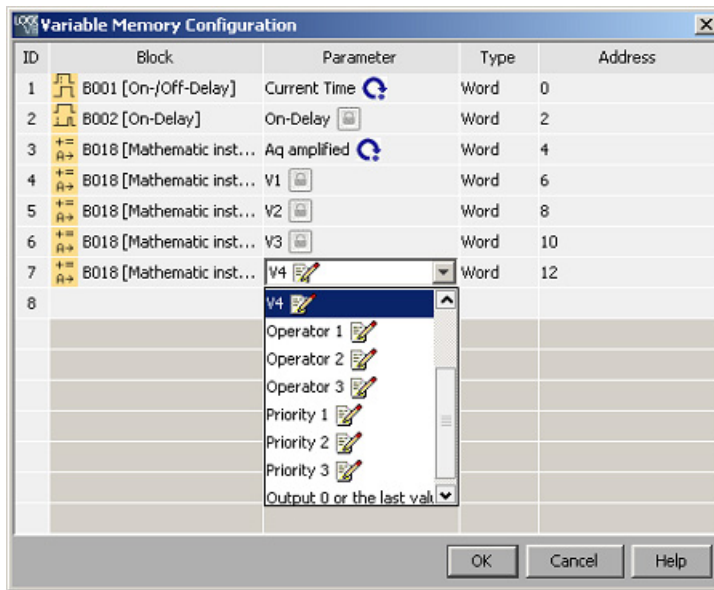 LOGO Variable Memory Configuration
ID Block Parameter Type Address
1 B001 [On-/Off-Delay] Current Time Word 0
2 B002 [On-Delay] On-Delay Word 2
3 B018 [Mathematic inst... Aq amplified Word 4
4 B018 [Mathematic inst... V1 Word 6
5 B018 [Mathematic inst... V2 Word 8
6 B018 [Mathematic inst... V3 Word 10
7 B018 [Mathematic inst... V4 Word 12
8
V4
Operator 1
Operator 2
Operator 3
Priority 1
Priority 2
Priority 3
Output 0 or the last valu
OK Cancel Help